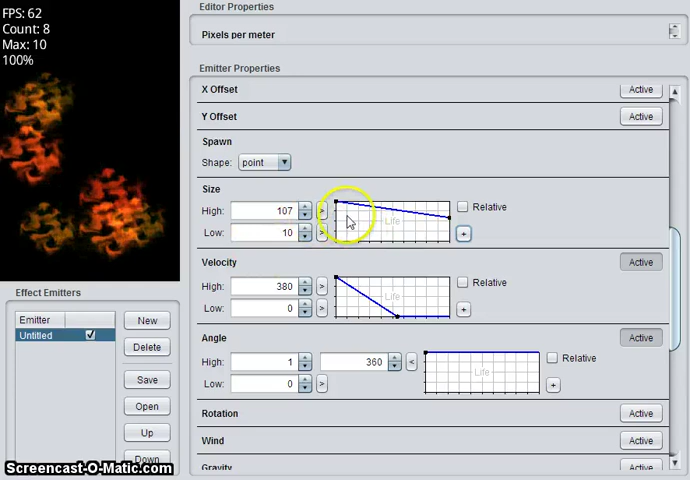 FPS: 62
Count: 8
Max: 10
100%
Editor Properties
Pixels per meter
Emitter Properties
X Offset Active
Y Offset Active
Spawn
Shape: point
Size
High: 107 > Relative
Low: 10 > Life +
Velocity Active
High: 380 > Relative
Low: 0 > Life +
Angle Active
High: 1 360 < Relative
Low: 0 > Life +
Rotation Active
Wind Active
Gravity Active
Effect Emitters
Emitter
Untitled
New
Delete
Save
Open
Up
Down
Screencast-O-Matic.com